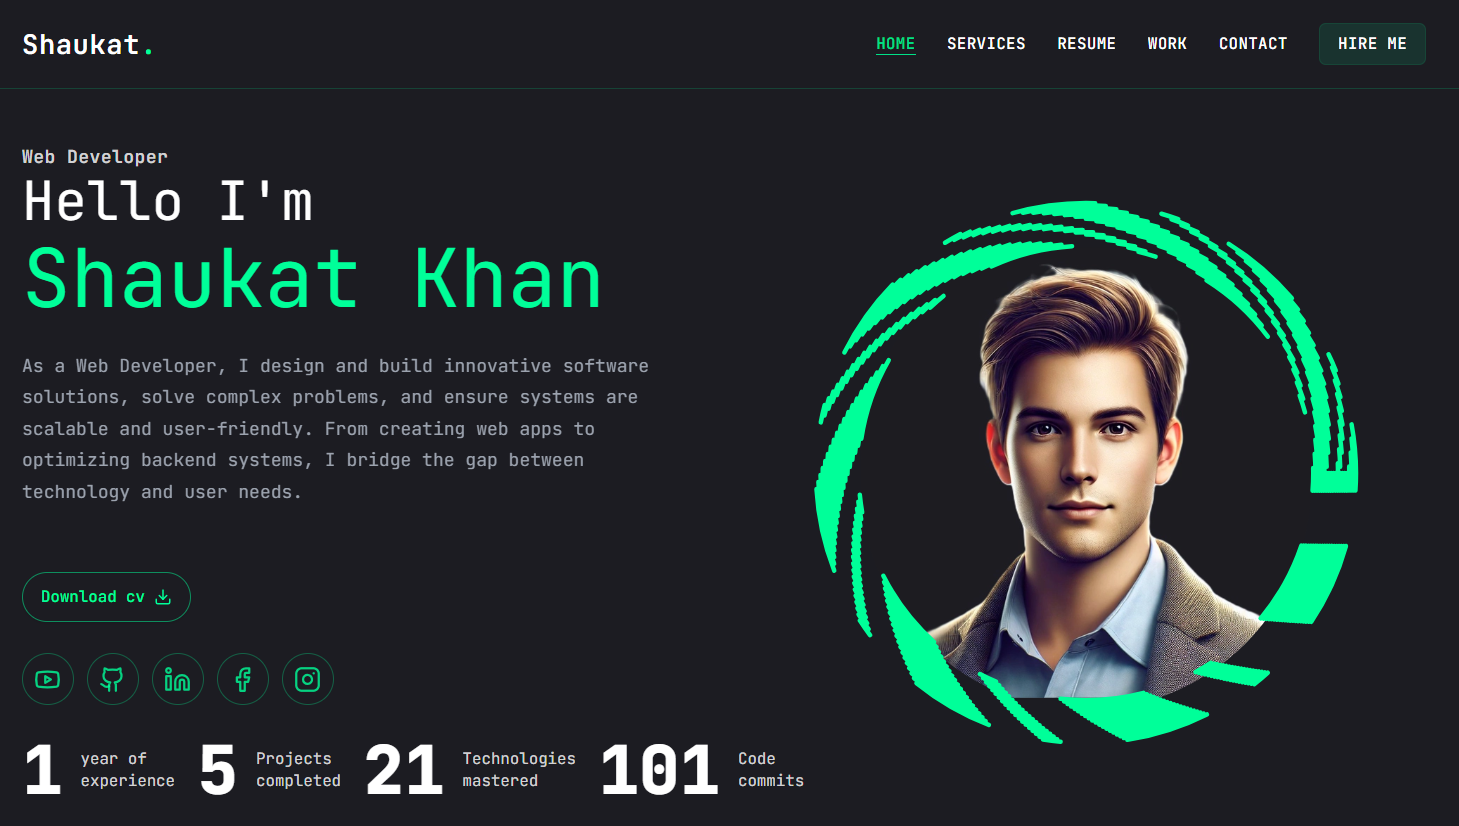 Shaukat.
HOME SERVICES RESUME WORK CONTACT HIRE ME
Web Developer
Hello I'm
Shaukat Khan
As a Web Developer, I design and build innovative software
solutions, solve complex problems, and ensure systems are
scalable and user-friendly. From creating web apps to
optimizing backend systems, I bridge the gap between
technology and user needs.
Download cv
1 year of
experience
5 Projects
completed
21 Technologies
mastered
101 Code
commits